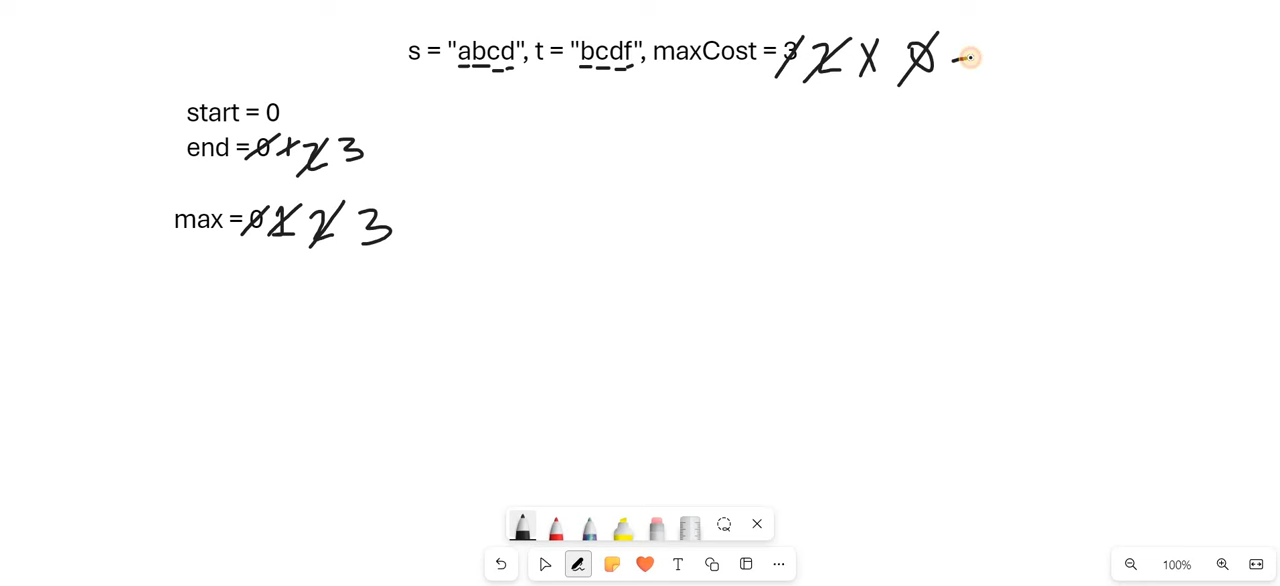 s = "abcd", t = "bcdf", maxCost = 3 2 1 0 -
start = 0
end = 0 1 2 3
max = 0 1 2 3
100%